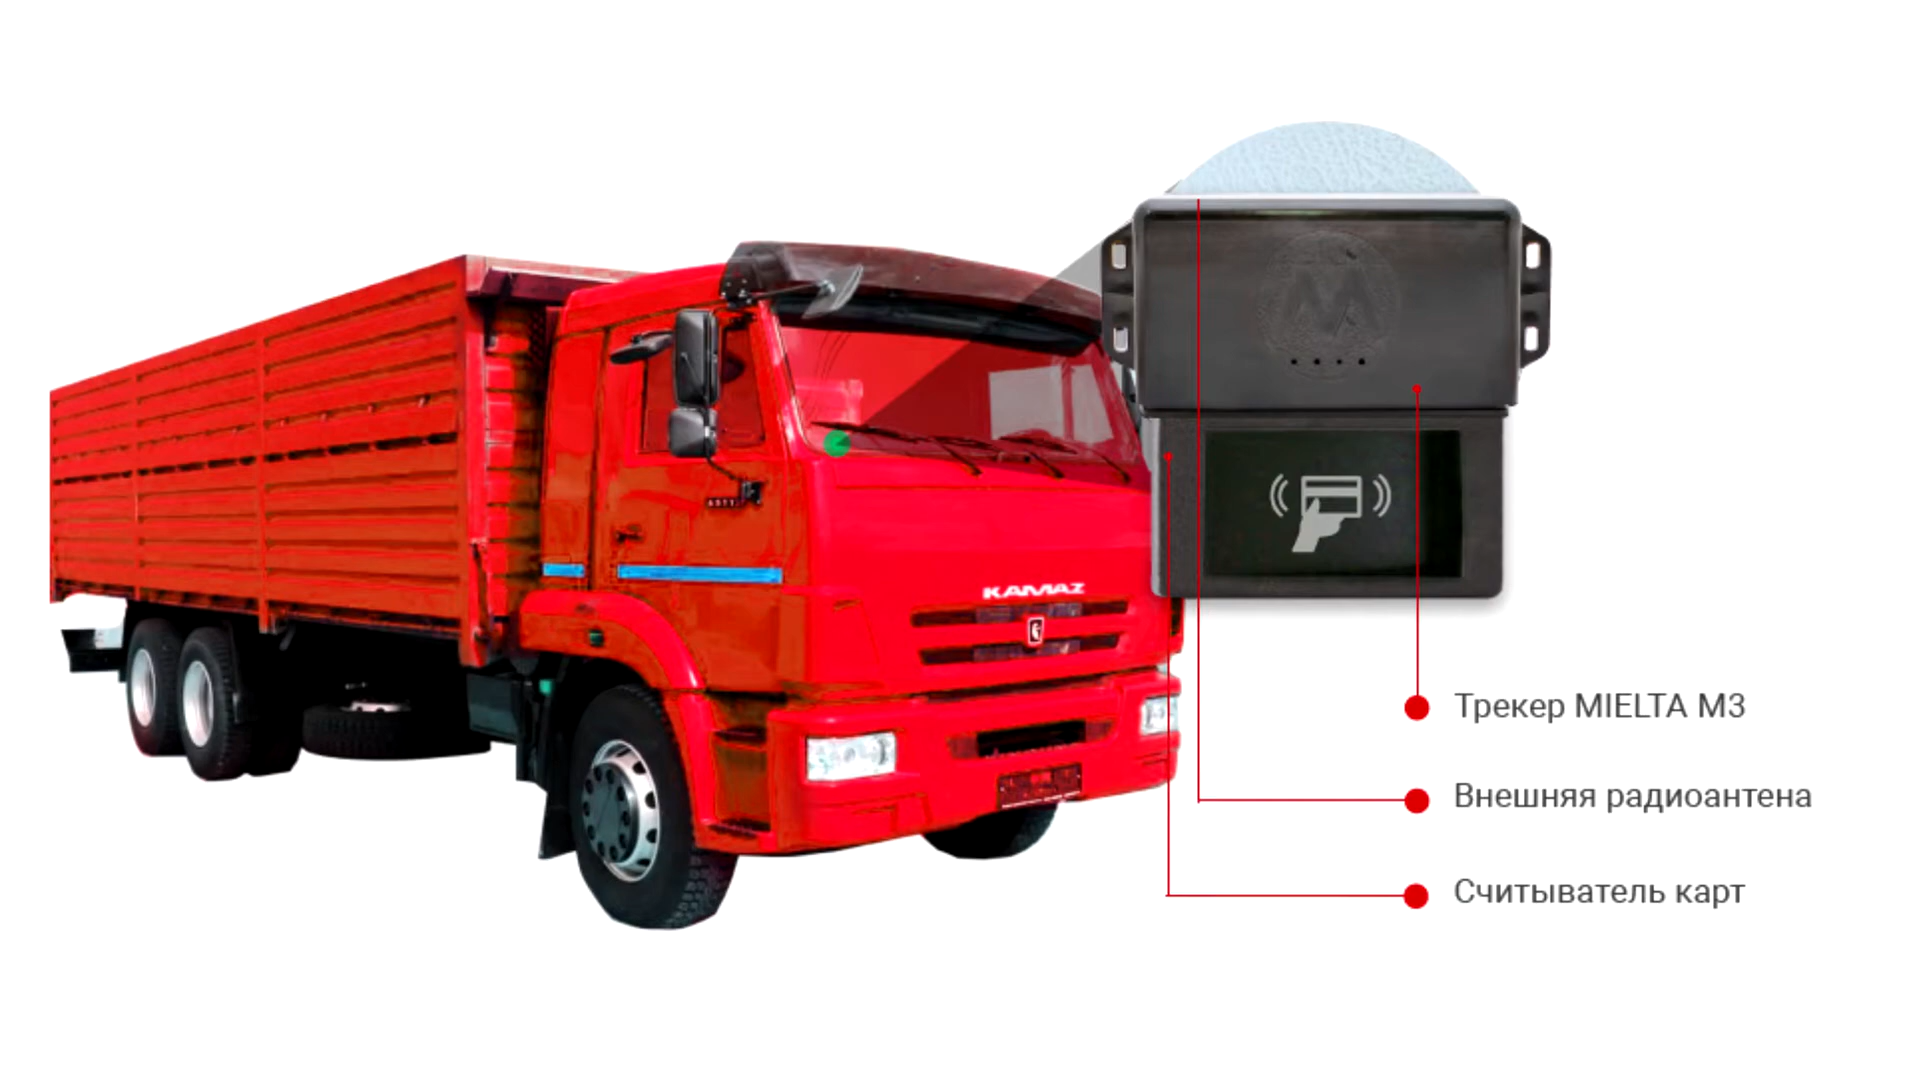 KAMAZ
Трекер MIELTA M3
Внешняя радиоантена
Считыватель карт